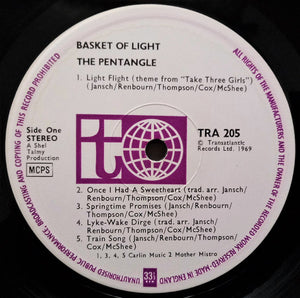 BASKET OF LIGHT
THE PENTANGLE
1. Light Flight (theme from "Take Three Girls")
(Jansch/Renbourn/Thompson/Cox/McShee)
Side One
STEREO
A Shel
Talmy
Production
MCPS
TRA 205
Ⓟ Transatlantic
Records Ltd. 1969
2. Once I Had A Sweetheart (trad. arr. Jansch/
Renbourn/Thompson/Cox/McShee)
3. Springtime Promises (Jansch/Renbourn/
Thompson/Cox/McShee)
4. Lyke-Wake Dirge (trad. arr. Jansch/
Renbourn/Thompson/Cox/McShee)
5. Train Song (Jansch/Renbourn/Thompson/
Cox/McShee)
1, 3, 4, 5 Carlin Music 2 Mother Mistro
33⅓
ALL RIGHTS OF THE MANUFACTURERS AND THE OWNER OF THE RECORDED WORK RESERVED·MADE IN ENGLAND
UNAUTHORISED PUBLIC PERFORMANCE, BROADCASTING AND COPYING OF THIS RECORD PROHIBITED